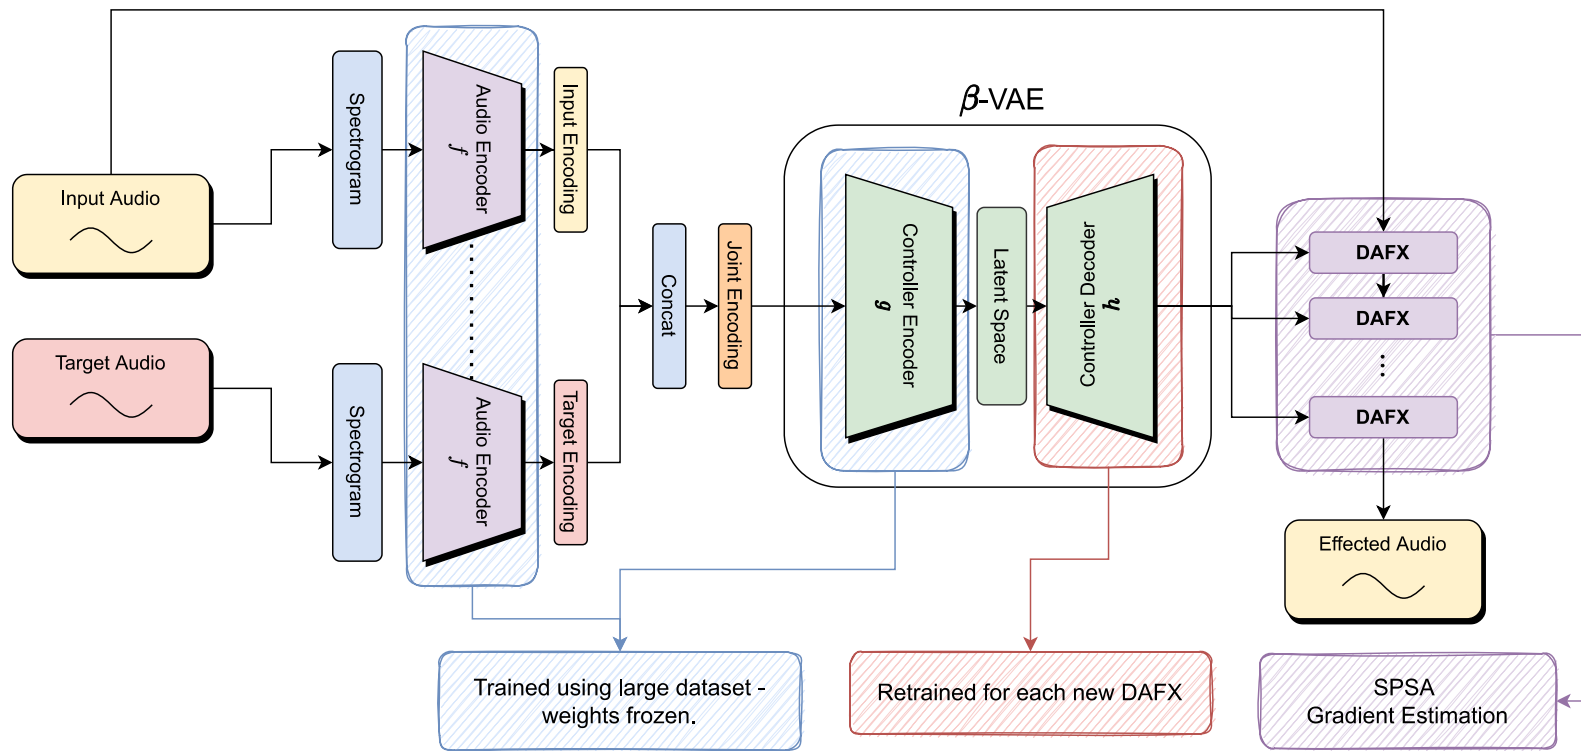 β-VAE
Input Audio
Target Audio
Spectrogram
Spectrogram
Audio Encoder
f
Audio Encoder
f
Input Encoding
Target Encoding
Concat
Joint Encoding
Controller Encoder
g
Latent Space
Controller Decoder
h
DAFX
DAFX
DAFX
Effected Audio
Trained using large dataset -
weights frozen.
Retrained for each new DAFX
SPSA
Gradient Estimation